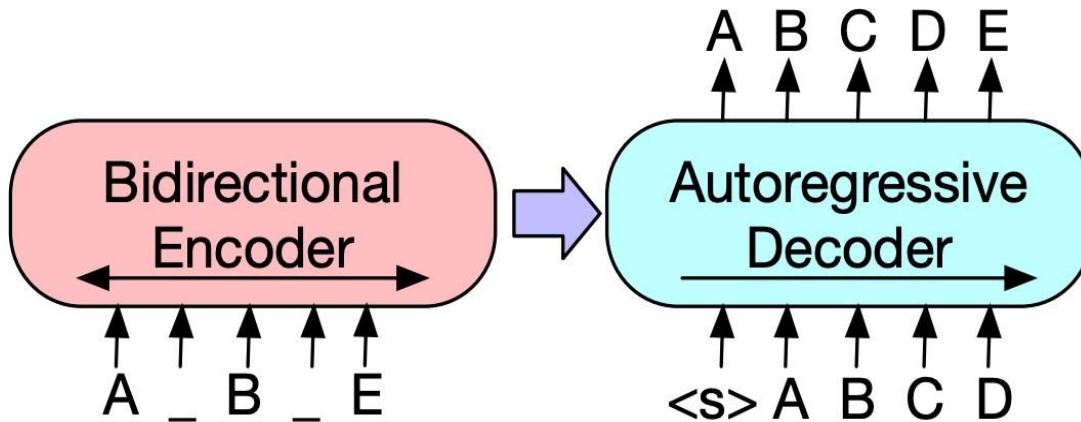 A B C D E
Bidirectional
Encoder
Autoregressive
Decoder
A _ B _ E
<s> A B C D